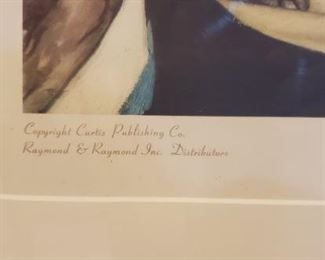 Copyright Curtis Publishing Co.
Raymond & Raymond Inc. Distributors